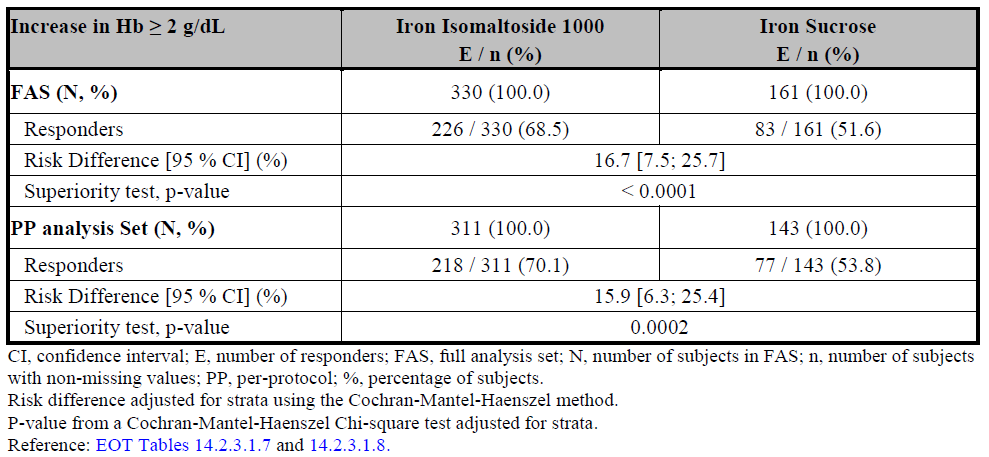 Increase in Hb ≥ 2 g/dL Iron Isomaltoside 1000 Iron Sucrose
E / n (%) E / n (%)
FAS (N, %) 330 (100.0) 161 (100.0)
Responders 226 / 330 (68.5) 83 / 161 (51.6)
Risk Difference [95 % CI] (%) 16.7 [7.5; 25.7]
Superiority test, p-value < 0.0001
PP analysis Set (N, %) 311 (100.0) 143 (100.0)
Responders 218 / 311 (70.1) 77 / 143 (53.8)
Risk Difference [95 % CI] (%) 15.9 [6.3; 25.4]
Superiority test, p-value 0.0002
CI, confidence interval; E, number of responders; FAS, full analysis set; N, number of subjects in FAS; n, number of subjects
with non-missing values; PP, per-protocol; %, percentage of subjects.
Risk difference adjusted for strata using the Cochran-Mantel-Haenszel method.
P-value from a Cochran-Mantel-Haenszel Chi-square test adjusted for strata.
Reference: EOT Tables 14.2.3.1.7 and 14.2.3.1.8.